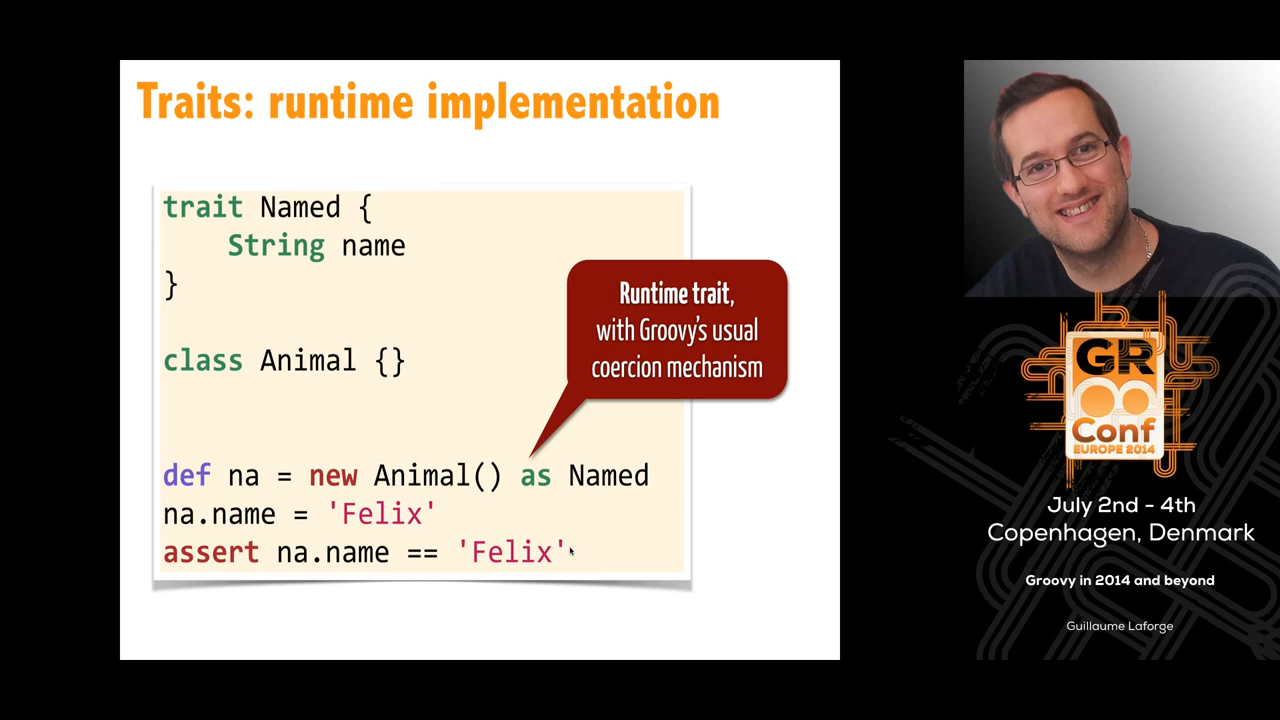 Traits: runtime implementation
trait Named {
    String name
}
class Animal {}
Runtime trait,
with Groovy's usual
coercion mechanism
def na = new Animal() as Named
na.name = 'Felix'
assert na.name == 'Felix'
GR
Conf
EUROPE 2014
July 2nd - 4th
Copenhagen, Denmark
Groovy in 2014 and beyond
Guillaume Laforge